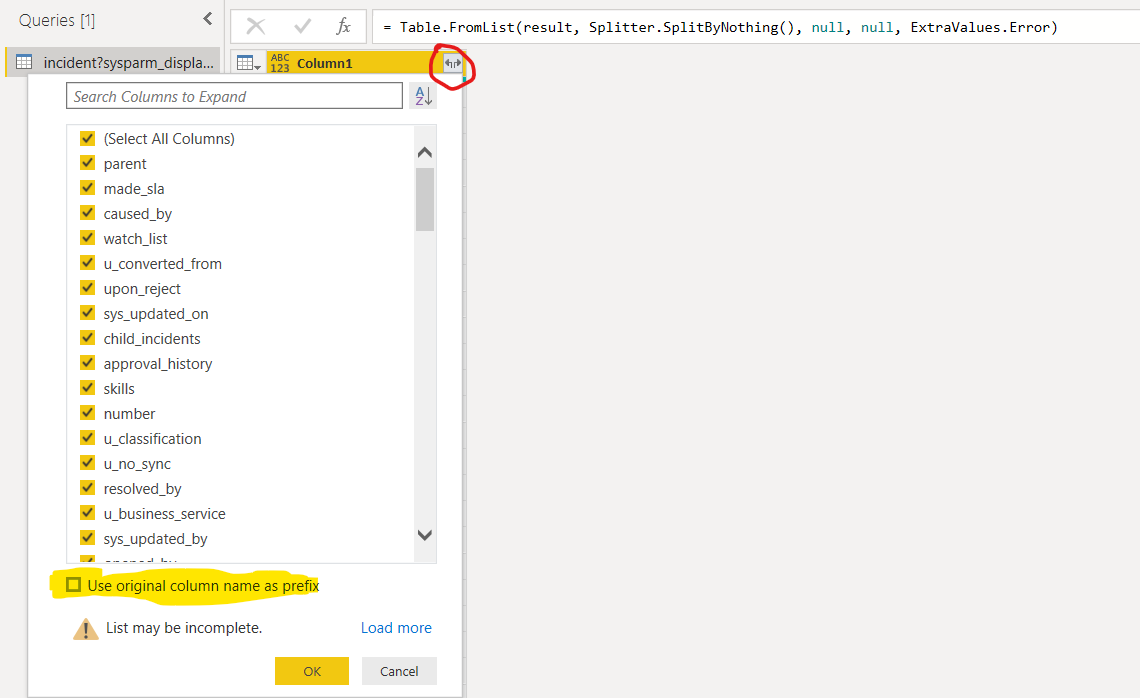 Queries [1]
fx
= Table.FromList(result, Splitter.SplitByNothing(), null, null, ExtraValues.Error)
incident?sysparm_displa...
ABC
123
Column1
Search Columns to Expand
A
Z
(Select All Columns)
parent
made_sla
caused_by
watch_list
u_converted_from
upon_reject
sys_updated_on
child_incidents
approval_history
skills
number
u_classification
u_no_sync
resolved_by
u_business_service
sys_updated_by
Use original column name as prefix
List may be incomplete.
Load more
OK
Cancel